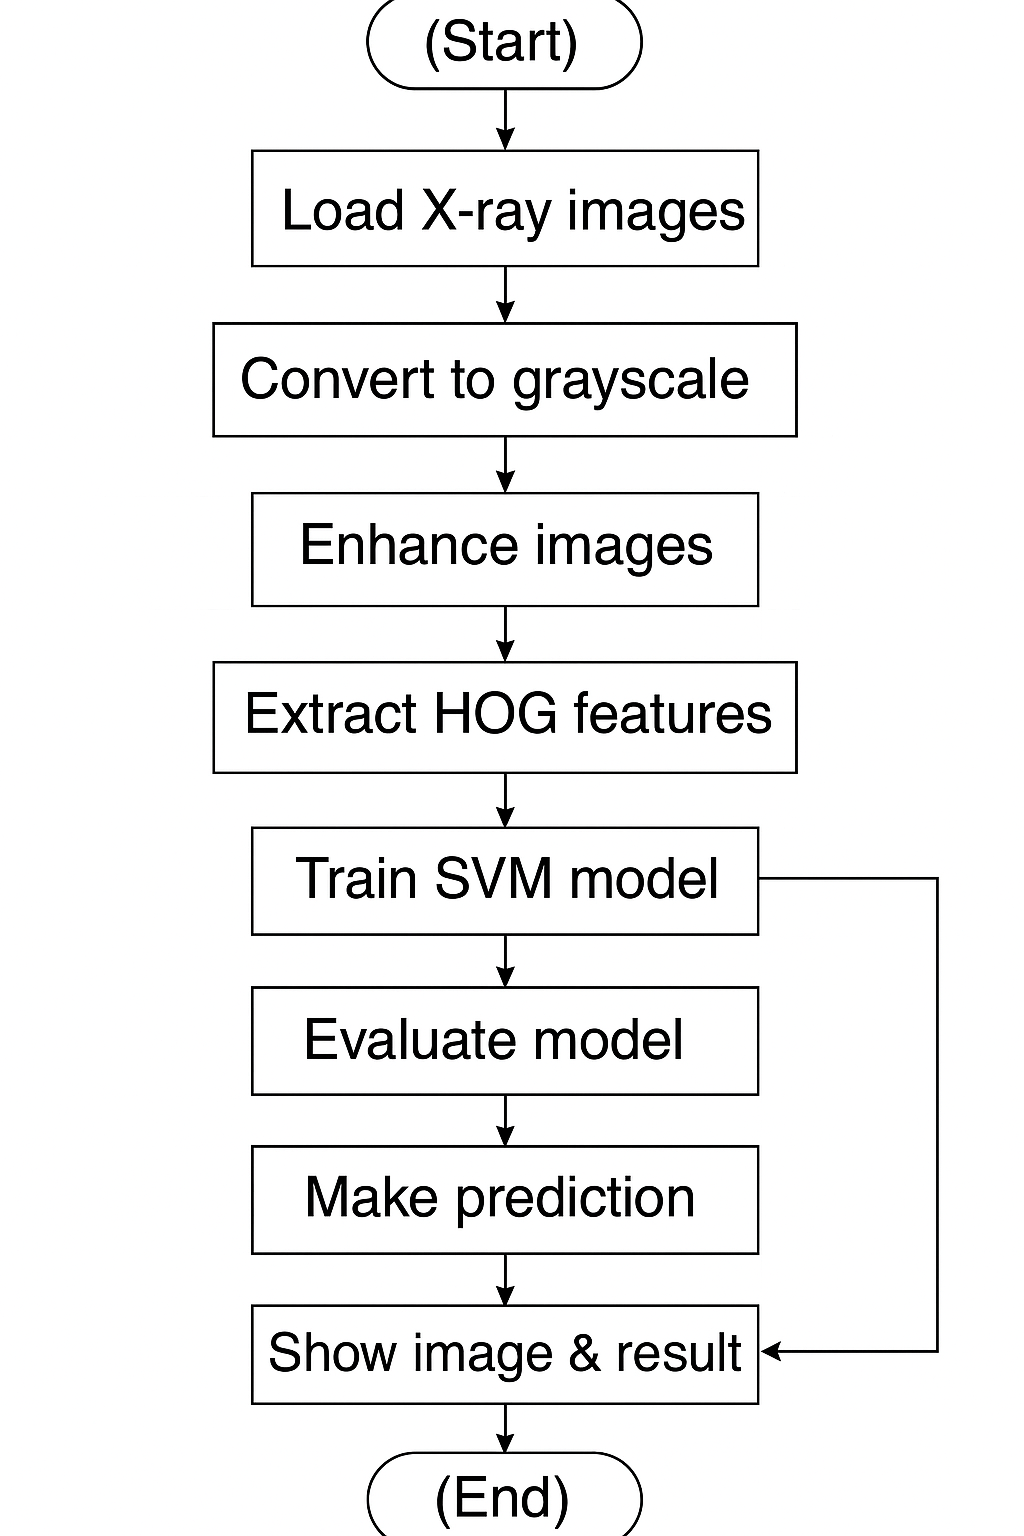 (Start)
Load X-ray images
Convert to grayscale
Enhance images
Extract HOG features
Train SVM model
Evaluate model
Make prediction
Show image & result
(End)